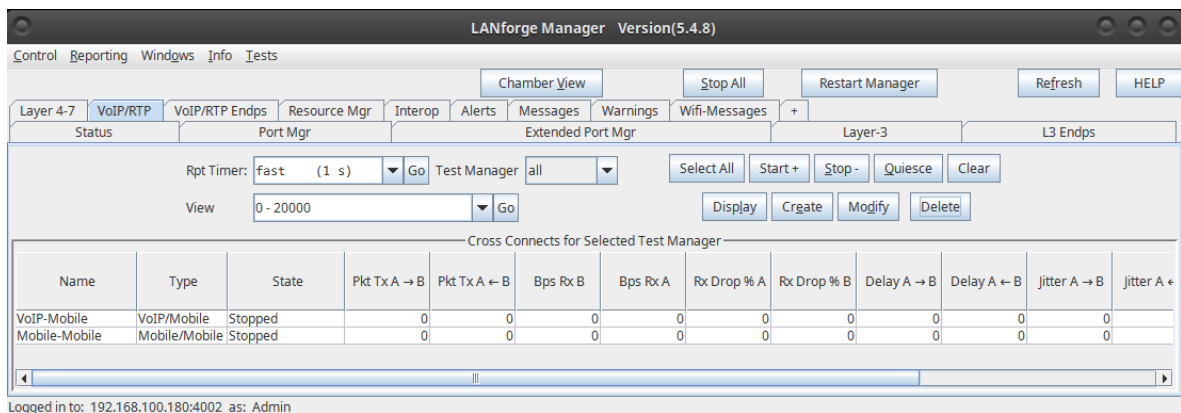 LANforge Manager Version(5.4.8)
Control Reporting Windows Info Tests
Chamber View Stop All Restart Manager Refresh HELP
Layer 4-7 VoIP/RTP VoIP/RTP Endps Resource Mgr Interop Alerts Messages Warnings Wifi-Messages +
Status Port Mgr Extended Port Mgr Layer-3 L3 Endps
Rpt Timer: fast (1 s) Go Test Manager all Select All Start + Stop - Quiesce Clear
View 0 - 20000 Go Display Create Modify Delete
Cross Connects for Selected Test Manager
Name Type State Pkt Tx A → B Pkt Tx A ← B Bps Rx B Bps Rx A Rx Drop % A Rx Drop % B Delay A → B Delay A ← B Jitter A → B Jitter A ←
VoIP-Mobile VoIP/Mobile Stopped 0 0 0 0 0 0 0 0 0
Mobile-Mobile Mobile/Mobile Stopped 0 0 0 0 0 0 0 0 0
Logged in to: 192.168.100.180:4002 as: Admin